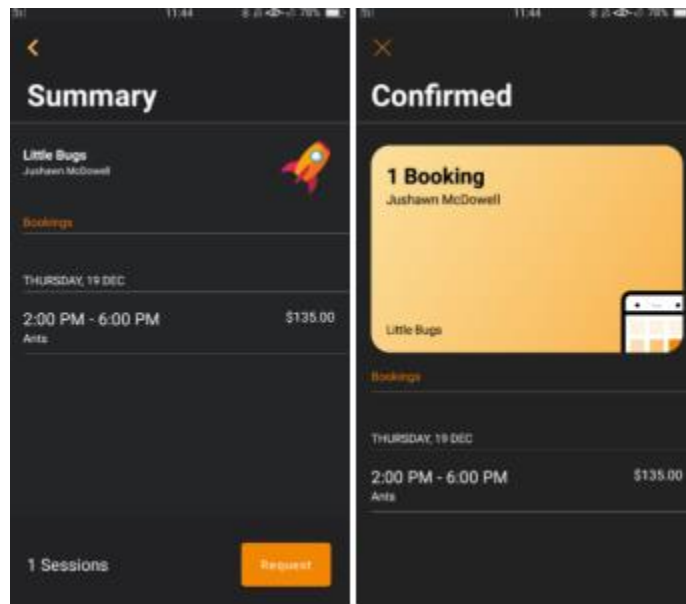 11:44
Summary
Little Bugs
Jushawn McDowell
Bookings
THURSDAY, 19 DEC
2:00 PM - 6:00 PM
$135.00
Ants
1 Sessions
Request
11:44
Confirmed
1 Booking
Jushawn McDowell
Little Bugs
Bookings
THURSDAY, 19 DEC
2:00 PM - 6:00 PM
$135.00
Ants